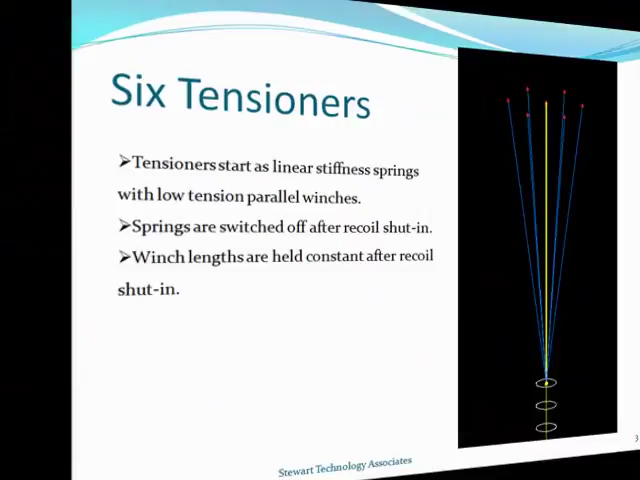 Six Tensioners
➢Tensioners start as linear stiffness springs
with low tension parallel winches.
➢Springs are switched off after recoil shut-in.
➢Winch lengths are held constant after recoil
shut-in.
Stewart Technology Associates
3